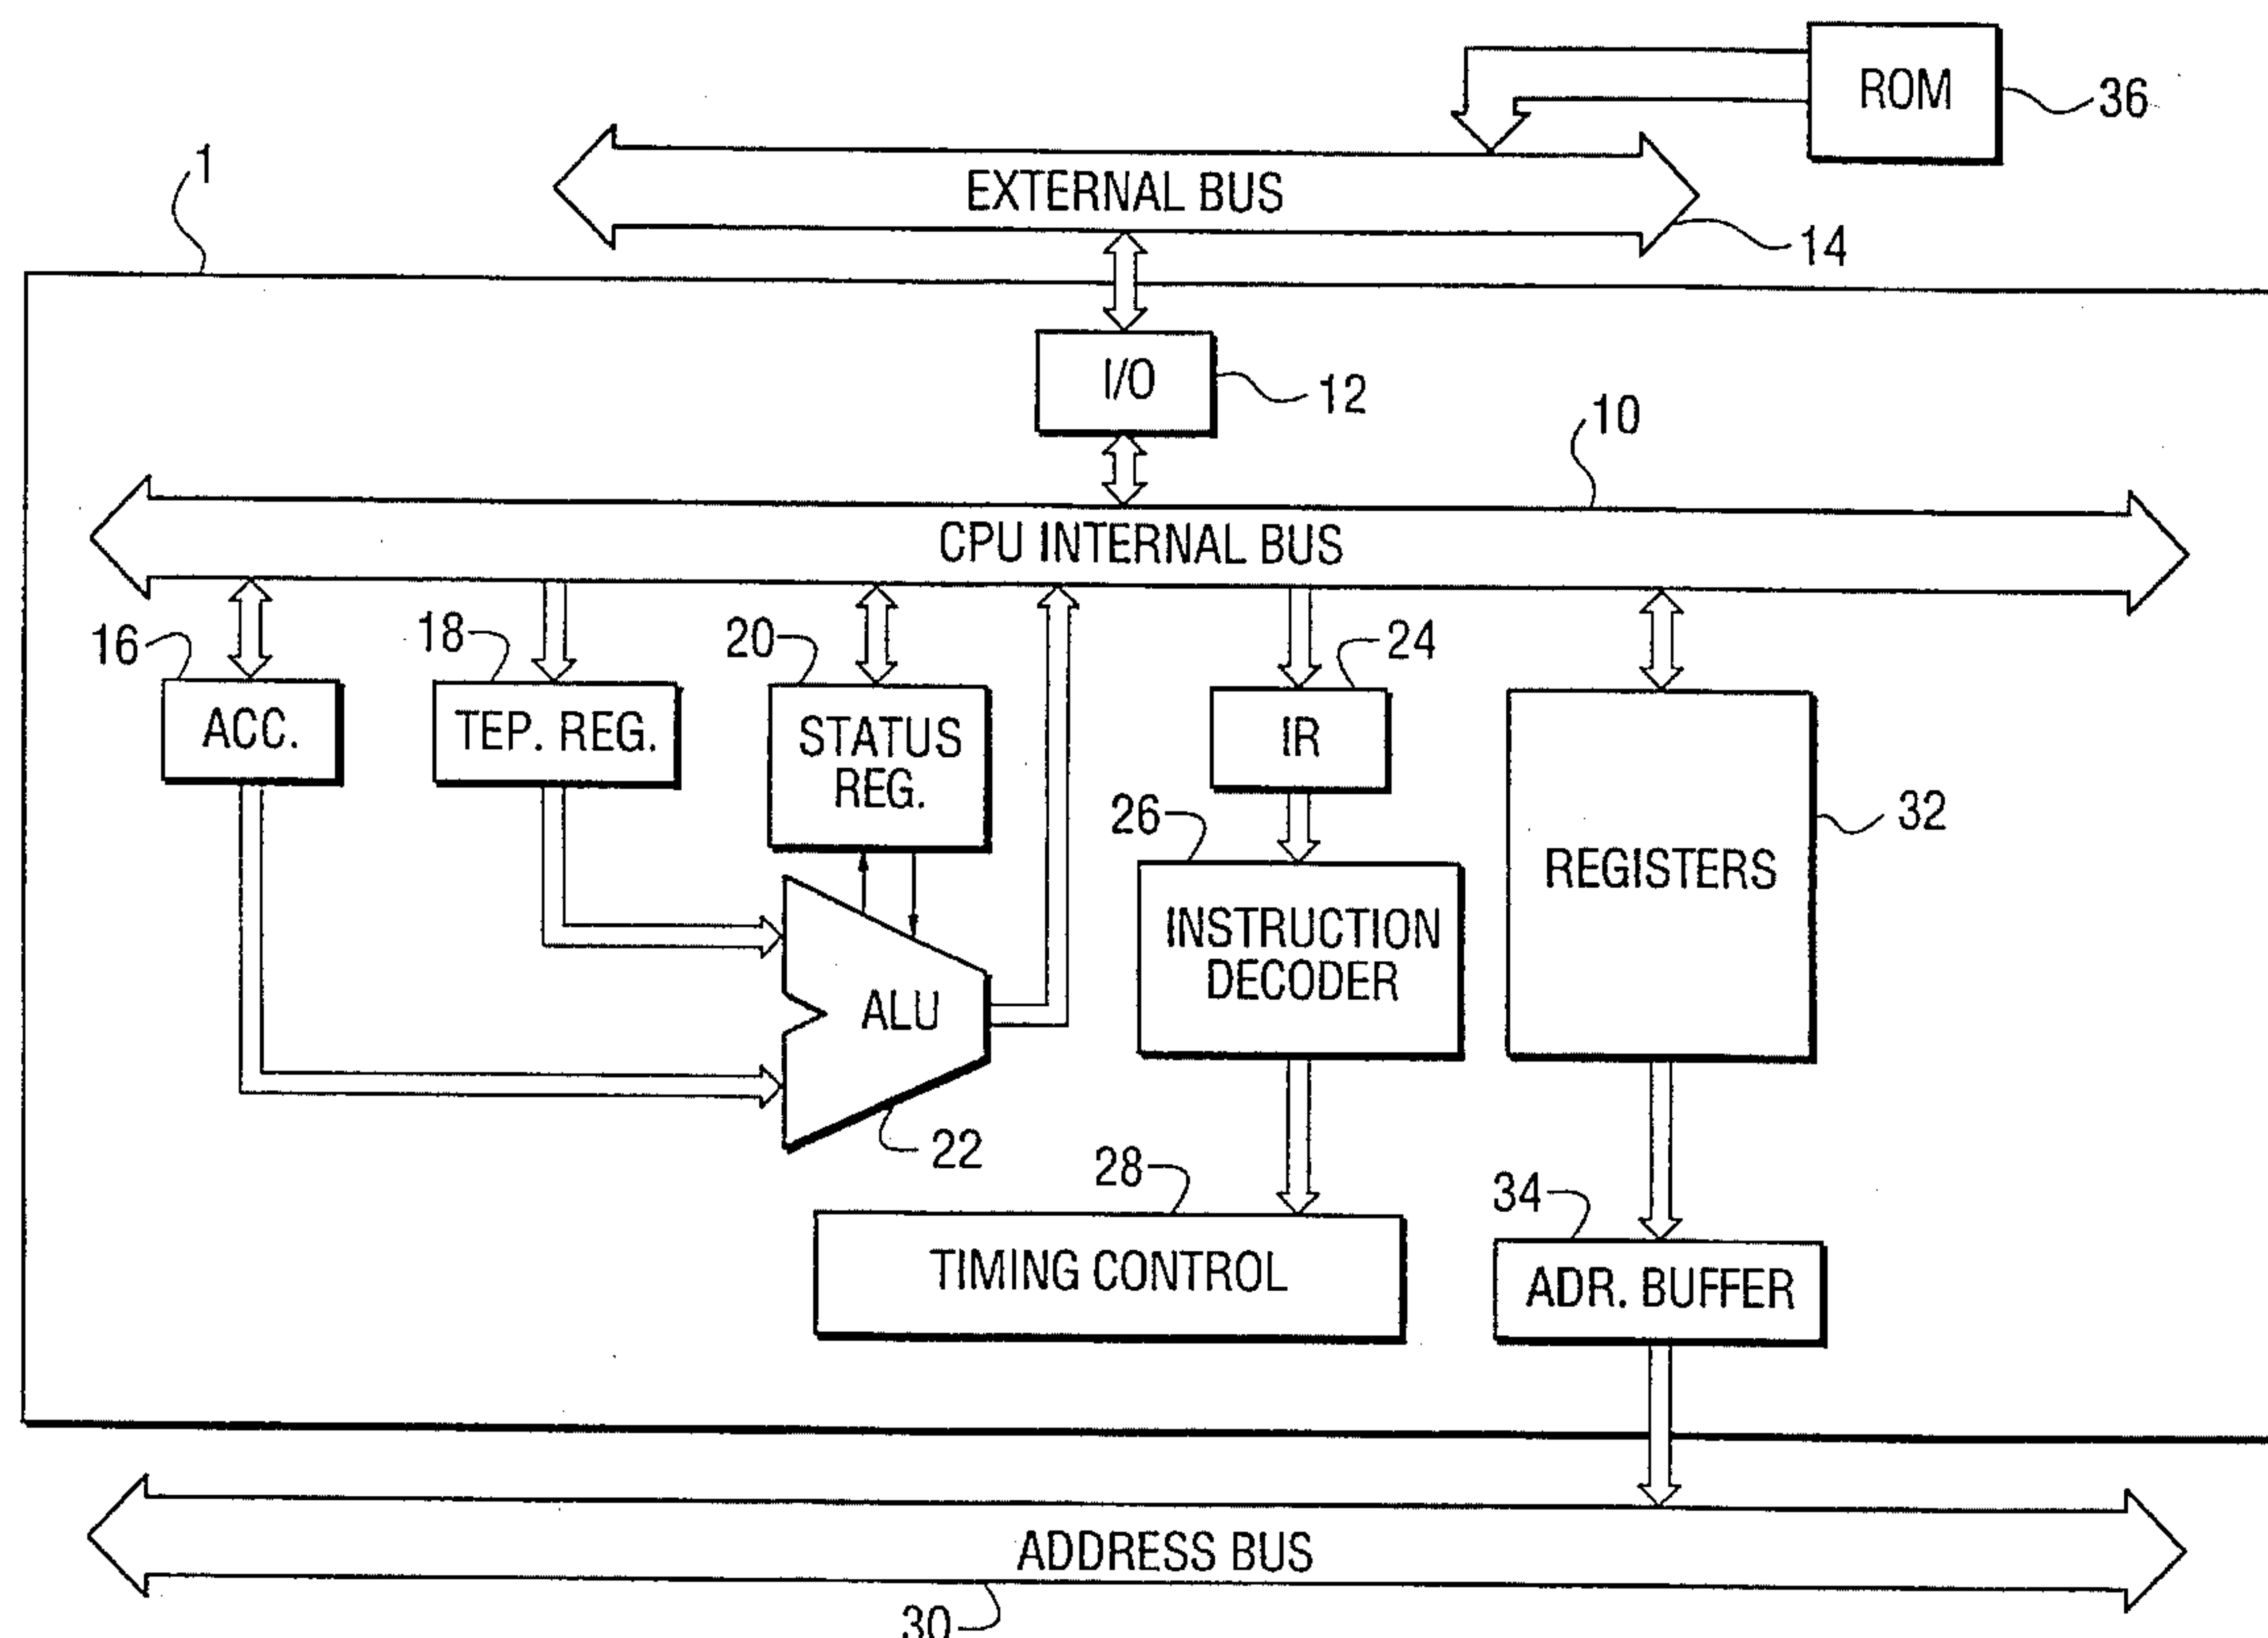 ROM
36
EXTERNAL BUS
14
1
I/O
12
10
CPU INTERNAL BUS
16
18
20
24
ACC.
TEP. REG.
STATUS
REG.
IR
26
32
REGISTERS
INSTRUCTION
DECODER
ALU
22
28
34
TIMING CONTROL
ADR. BUFFER
ADDRESS BUS
30